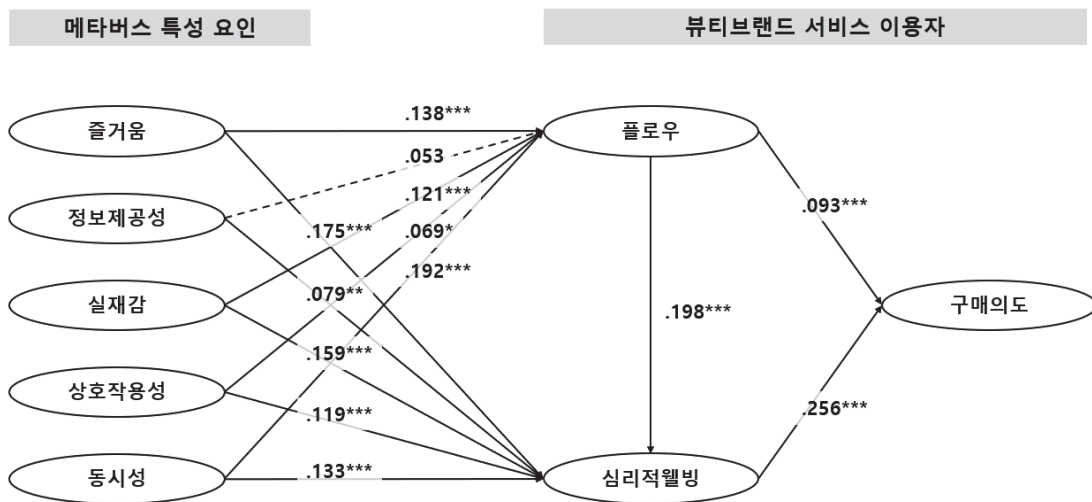 메타버스 특성 요인
뷰티브랜드 서비스 이용자
즐거움
.138***
플로우
.053
정보제공성
.121***
.175***
.069*
.093***
.192***
실재감
.079**
구매의도
.198***
.159***
상호작용성
.119***
.256***
동시성
.133***
심리적웰빙